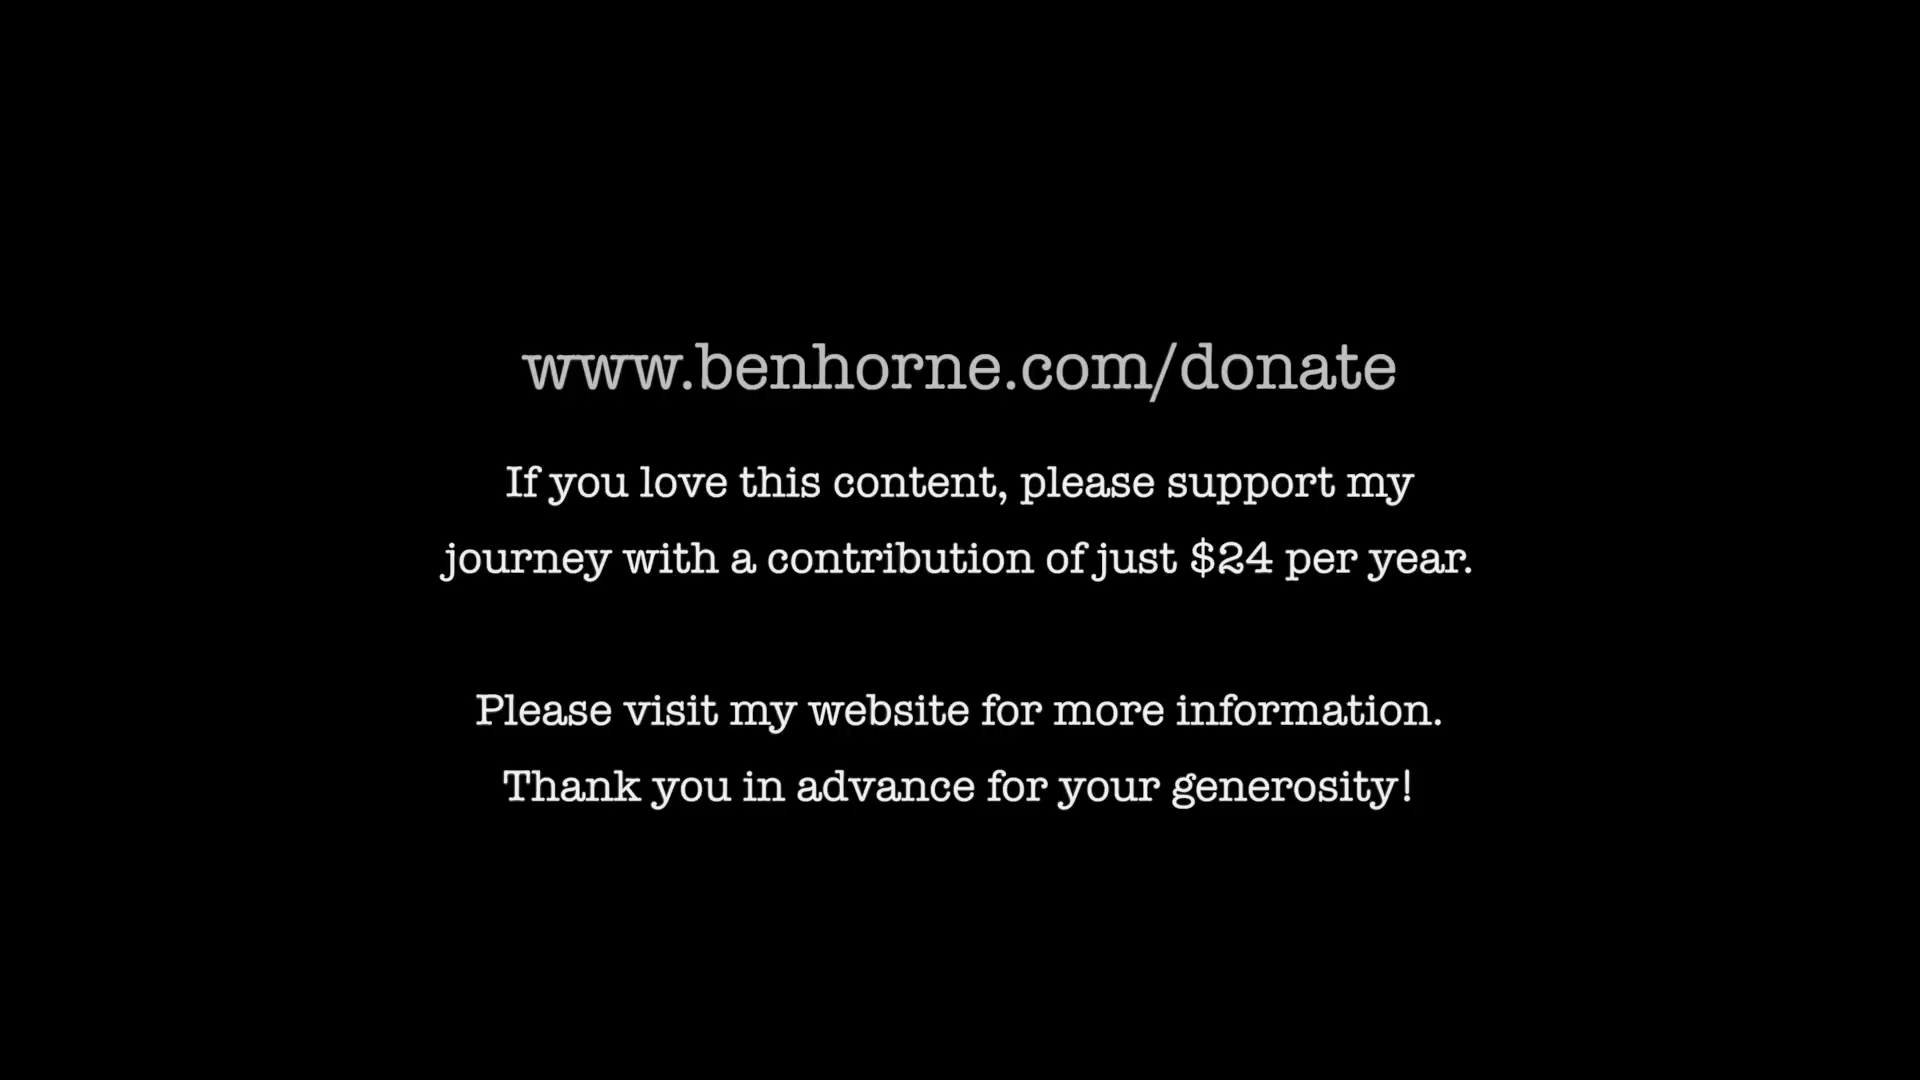 www.benhorne.com/donate
If you love this content, please support my
journey with a contribution of just $24 per year.
Please visit my website for more information.
Thank you in advance for your generosity!